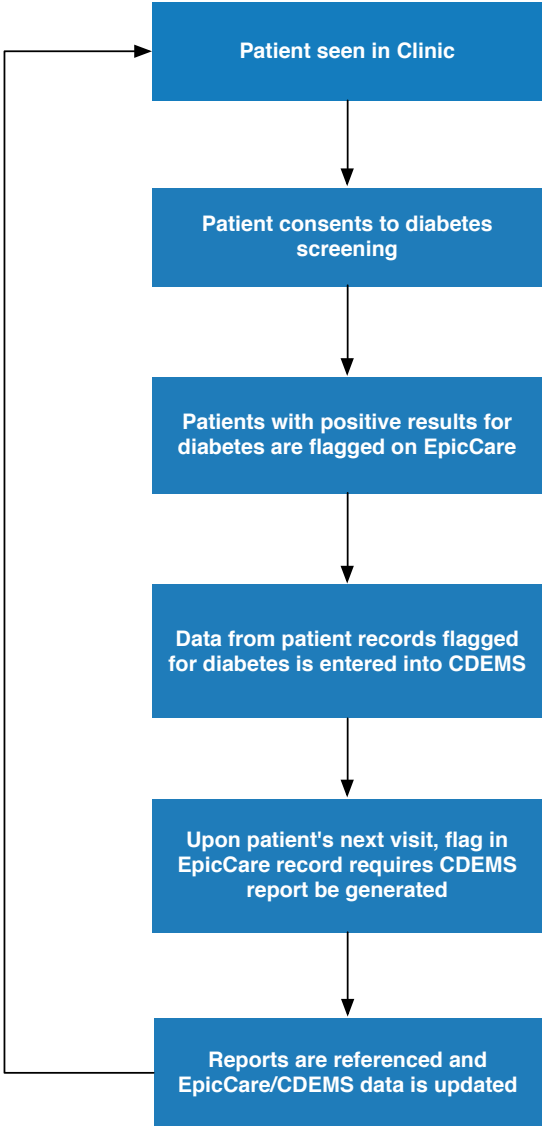 Patient seen in Clinic
Patient consents to diabetes
screening
Patients with positive results for
diabetes are flagged on EpicCare
Data from patient records flagged
for diabetes is entered into CDEMS
Upon patient's next visit, flag in
EpicCare record requires CDEMS
report be generated
Reports are referenced and
EpicCare/CDEMS data is updated